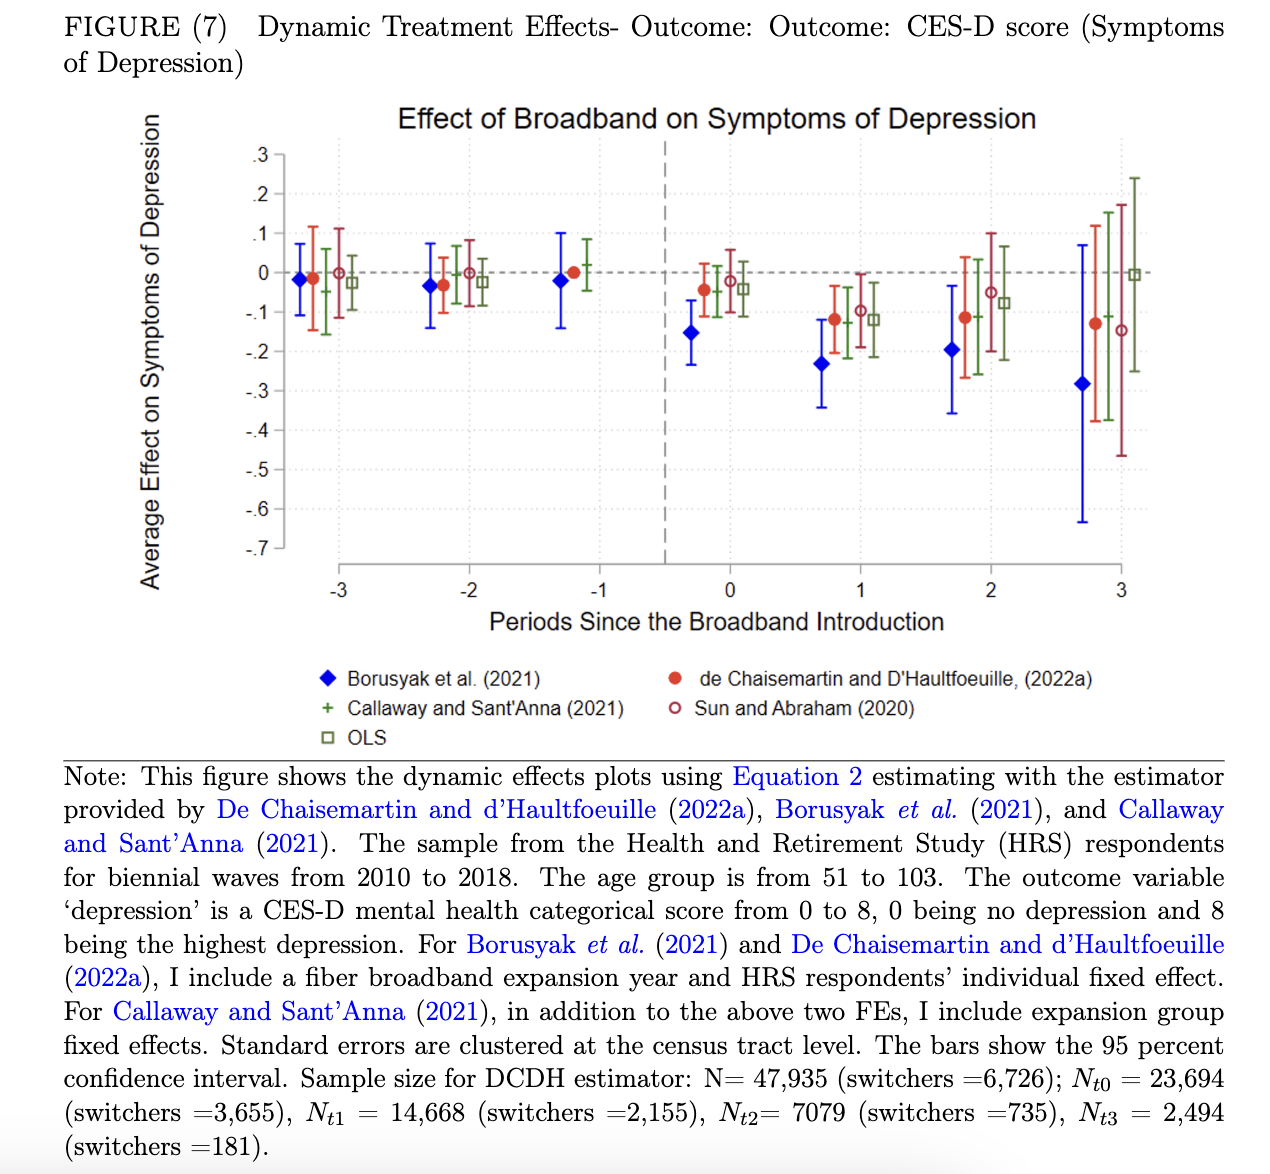 FIGURE (7) Dynamic Treatment Effects- Outcome: Outcome: CES-D score (Symptoms
of Depression)
Effect of Broadband on Symptoms of Depression
Average Effect on Symptoms of Depression
.3
.2
.1
0
-.1
-.2
-.3
-.4
-.5
-.6
-.7
-3 -2 -1 0 1 2 3
Periods Since the Broadband Introduction
Borusyak et al. (2021) de Chaisemartin and D'Haultfoeuille, (2022a)
Callaway and Sant'Anna (2021) Sun and Abraham (2020)
OLS
Note: This figure shows the dynamic effects plots using Equation 2 estimating with the estimator
provided by De Chaisemartin and d'Haultfoeuille (2022a), Borusyak et al. (2021), and Callaway
and Sant'Anna (2021). The sample from the Health and Retirement Study (HRS) respondents
for biennial waves from 2010 to 2018. The age group is from 51 to 103. The outcome variable
'depression' is a CES-D mental health categorical score from 0 to 8, 0 being no depression and 8
being the highest depression. For Borusyak et al. (2021) and De Chaisemartin and d'Haultfoeuille
(2022a), I include a fiber broadband expansion year and HRS respondents' individual fixed effect.
For Callaway and Sant'Anna (2021), in addition to the above two FEs, I include expansion group
fixed effects. Standard errors are clustered at the census tract level. The bars show the 95 percent
confidence interval. Sample size for DCDH estimator: N= 47,935 (switchers =6,726); Nt0 = 23,694
(switchers =3,655), Nt1 = 14,668 (switchers =2,155), Nt2= 7079 (switchers =735), Nt3 = 2,494
(switchers =181).